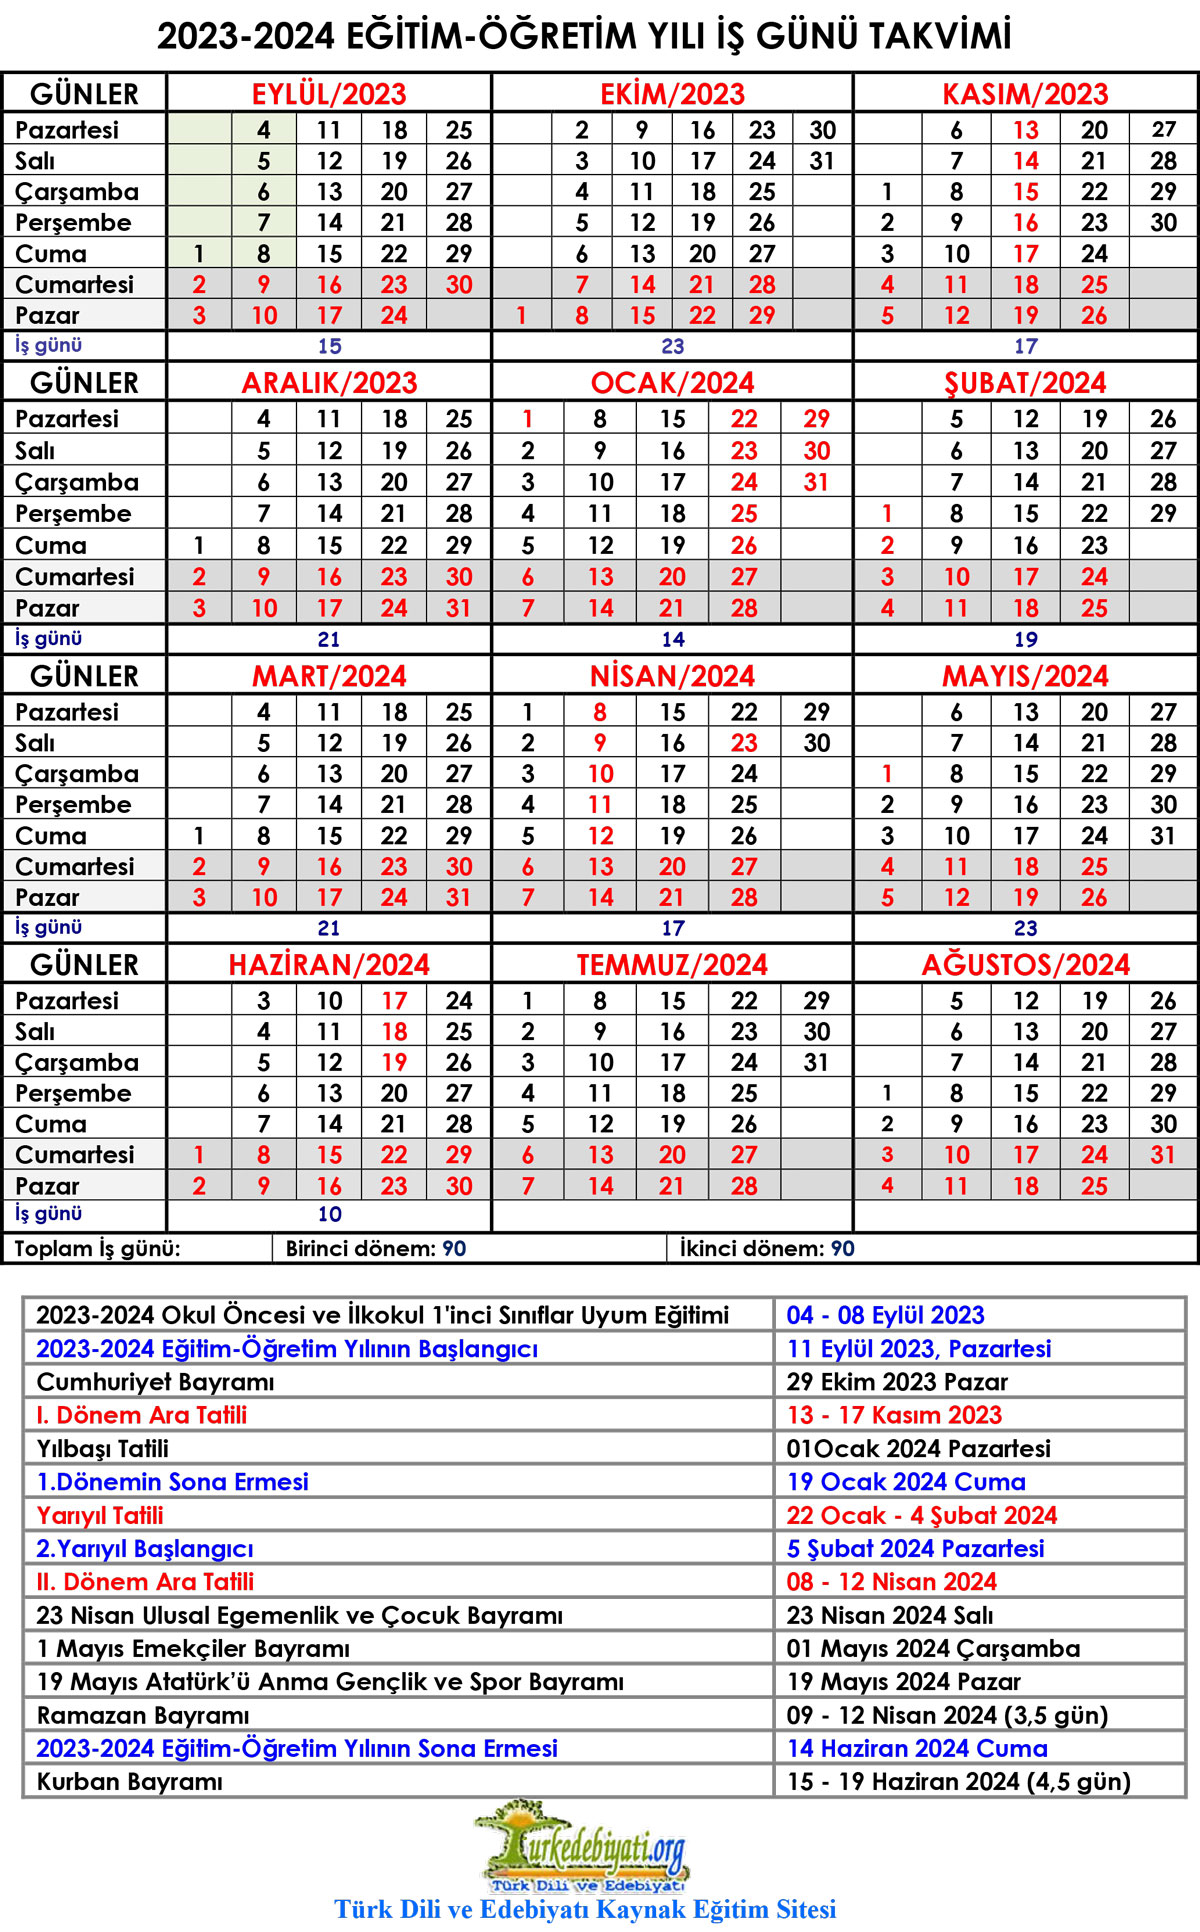 2023-2024 EĞİTİM-ÖĞRETİM YILI İŞ GÜNÜ TAKVİMİ
GÜNLER EYLÜL/2023 EKİM/2023 KASIM/2023
Pazartesi 4 11 18 25 2 9 16 23 30 6 13 20 27
Salı 5 12 19 26 3 10 17 24 31 7 14 21 28
Çarşamba 6 13 20 27 4 11 18 25 1 8 15 22 29
Perşembe 7 14 21 28 5 12 19 26 2 9 16 23 30
Cuma 1 8 15 22 29 6 13 20 27 3 10 17 24
Cumartesi 2 9 16 23 30 7 14 21 28 4 11 18 25
Pazar 3 10 17 24 1 8 15 22 29 5 12 19 26
İş günü 15 23 17
GÜNLER ARALIK/2023 OCAK/2024 ŞUBAT/2024
Pazartesi 4 11 18 25 1 8 15 22 29 5 12 19 26
Salı 5 12 19 26 2 9 16 23 30 6 13 20 27
Çarşamba 6 13 20 27 3 10 17 24 31 7 14 21 28
Perşembe 7 14 21 28 4 11 18 25 1 8 15 22 29
Cuma 1 8 15 22 29 5 12 19 26 2 9 16 23
Cumartesi 2 9 16 23 30 6 13 20 27 3 10 17 24
Pazar 3 10 17 24 31 7 14 21 28 4 11 18 25
İş günü 21 14 19
GÜNLER MART/2024 NİSAN/2024 MAYIS/2024
Pazartesi 4 11 18 25 1 8 15 22 29 6 13 20 27
Salı 5 12 19 26 2 9 16 23 30 7 14 21 28
Çarşamba 6 13 20 27 3 10 17 24 1 8 15 22 29
Perşembe 7 14 21 28 4 11 18 25 2 9 16 23 30
Cuma 1 8 15 22 29 5 12 19 26 3 10 17 24 31
Cumartesi 2 9 16 23 30 6 13 20 27 4 11 18 25
Pazar 3 10 17 24 31 7 14 21 28 5 12 19 26
İş günü 21 17 23
GÜNLER HAZİRAN/2024 TEMMUZ/2024 AĞUSTOS/2024
Pazartesi 3 10 17 24 1 8 15 22 29 5 12 19 26
Salı 4 11 18 25 2 9 16 23 30 6 13 20 27
Çarşamba 5 12 19 26 3 10 17 24 31 7 14 21 28
Perşembe 6 13 20 27 4 11 18 25 1 8 15 22 29
Cuma 7 14 21 28 5 12 19 26 2 9 16 23 30
Cumartesi 1 8 15 22 29 6 13 20 27 3 10 17 24 31
Pazar 2 9 16 23 30 7 14 21 28 4 11 18 25
İş günü 10
Toplam İş günü: Birinci dönem: 90 İkinci dönem: 90
2023-2024 Okul Öncesi ve İlkokul 1'inci Sınıflar Uyum Eğitimi 04 - 08 Eylül 2023
2023-2024 Eğitim-Öğretim Yılının Başlangıcı 11 Eylül 2023, Pazartesi
Cumhuriyet Bayramı 29 Ekim 2023 Pazar
I. Dönem Ara Tatili 13 - 17 Kasım 2023
Yılbaşı Tatili 01Ocak 2024 Pazartesi
1.Dönemin Sona Ermesi 19 Ocak 2024 Cuma
Yarıyıl Tatili 22 Ocak - 4 Şubat 2024
2.Yarıyıl Başlangıcı 5 Şubat 2024 Pazartesi
II. Dönem Ara Tatili 08 - 12 Nisan 2024
23 Nisan Ulusal Egemenlik ve Çocuk Bayramı 23 Nisan 2024 Salı
1 Mayıs Emekçiler Bayramı 01 Mayıs 2024 Çarşamba
19 Mayıs Atatürk’ü Anma Gençlik ve Spor Bayramı 19 Mayıs 2024 Pazar
Ramazan Bayramı 09 - 12 Nisan 2024 (3,5 gün)
2023-2024 Eğitim-Öğretim Yılının Sona Ermesi 14 Haziran 2024 Cuma
Kurban Bayramı 15 - 19 Haziran 2024 (4,5 gün)
Turkedebiyati.org
Türk Dili ve Edebiyatı
Türk Dili ve Edebiyatı Kaynak Eğitim Sitesi